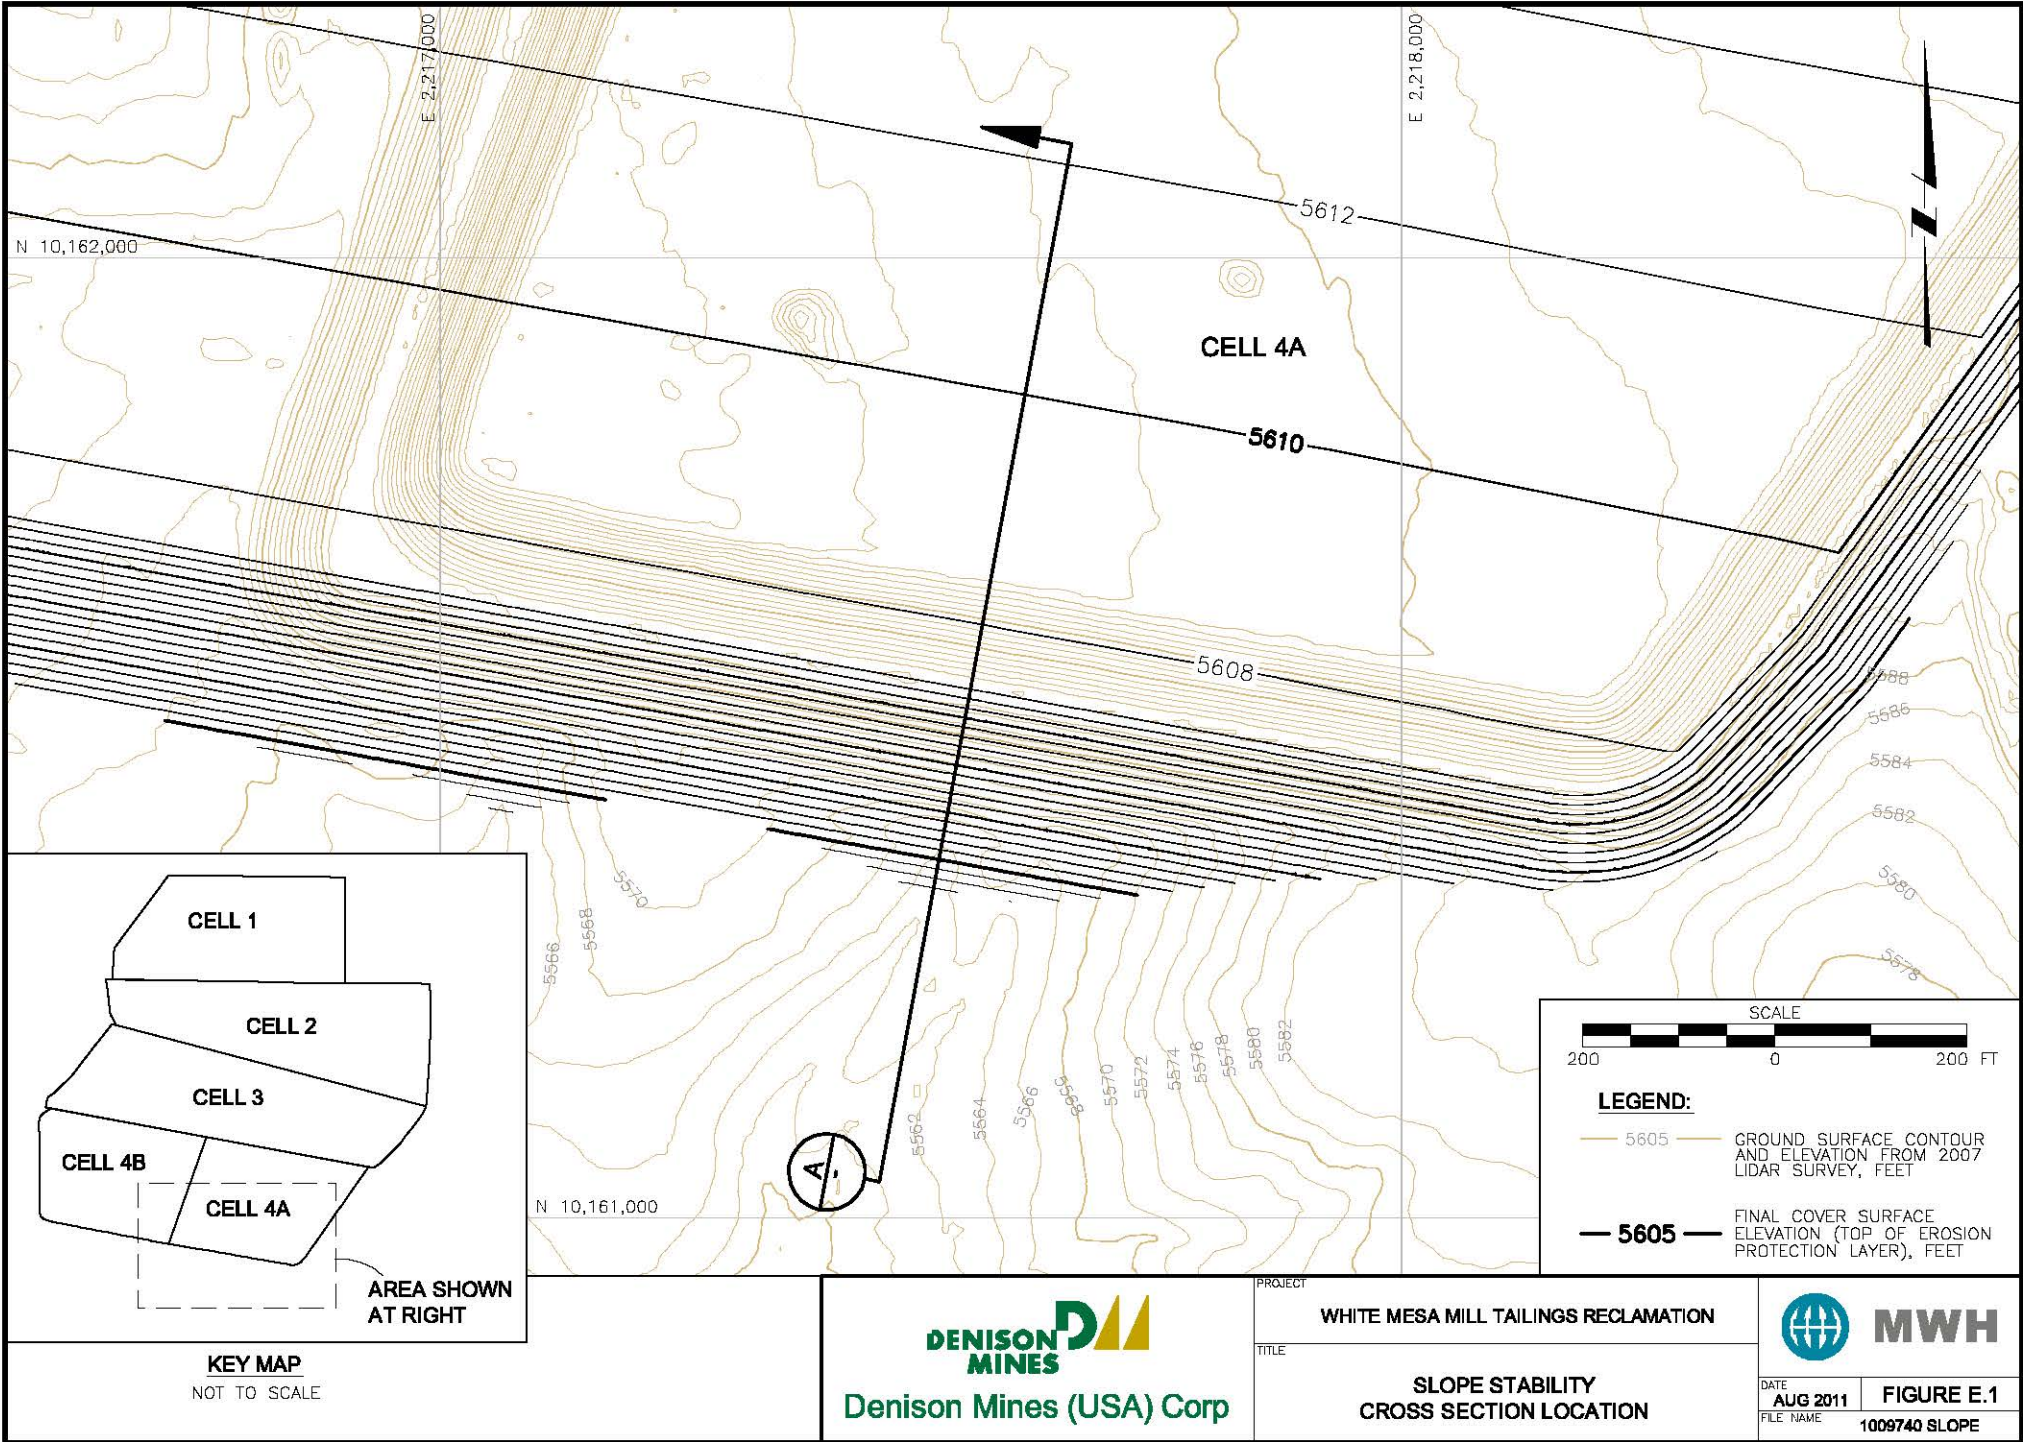 E 2,217,000
E 2,218,000
N 10,162,000
5612
N
CELL 4A
5610
5608
5588
5586
5584
5582
5580
5578
5570
5568
5566
5562
5564
5566
5568
5570
5572
5574
5576
5578
5580
5582
A
N 10,161,000
CELL 1
CELL 2
CELL 3
CELL 4B
CELL 4A
AREA SHOWN
AT RIGHT
KEY MAP
NOT TO SCALE
SCALE
200 0 200 FT
LEGEND:
5605 GROUND SURFACE CONTOUR
AND ELEVATION FROM 2007
LIDAR SURVEY, FEET
5605 FINAL COVER SURFACE
ELEVATION (TOP OF EROSION
PROTECTION LAYER), FEET
DENISON
MINES
Denison Mines (USA) Corp
PROJECT
WHITE MESA MILL TAILINGS RECLAMATION
TITLE
SLOPE STABILITY
CROSS SECTION LOCATION
MWH
DATE
AUG 2011
FIGURE E.1
FILE NAME
1009740 SLOPE